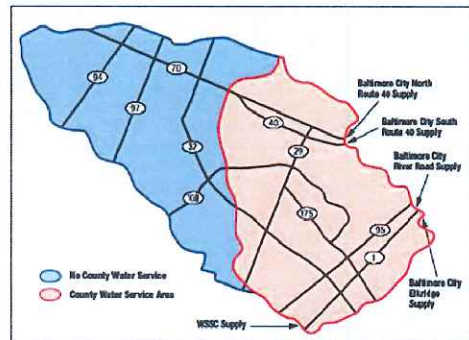 94
97
70
32
108
40
29
175
95
1
Baltimore City North
Route 40 Supply
Baltimore City South
Route 40 Supply
Baltimore City
River Road Supply
Baltimore City
Elkridge
Supply
WSSC Supply
No County Water Service
County Water Service Area